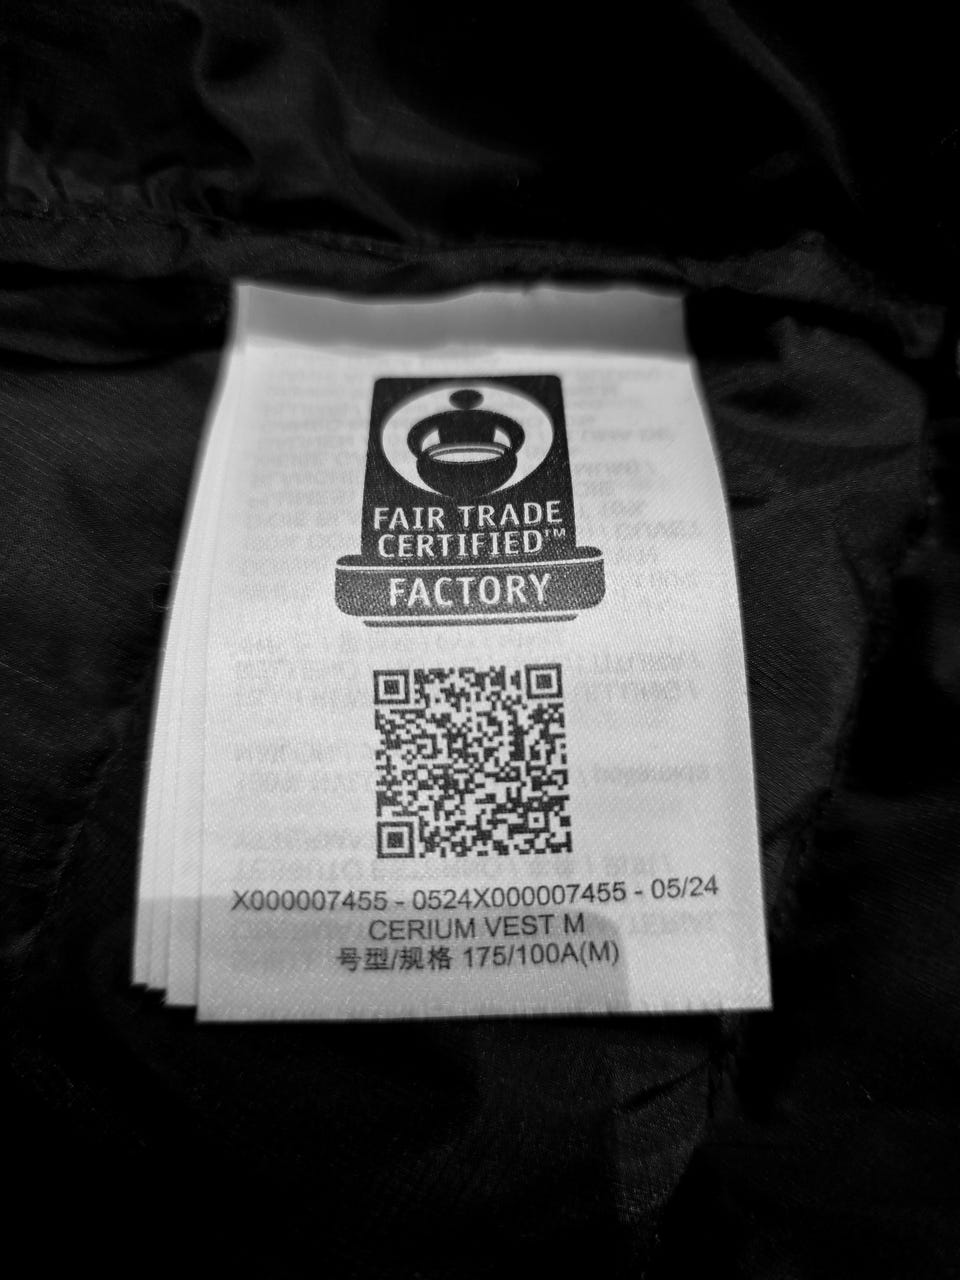 FAIR TRADE
CERTIFIED™
FACTORY
X000007455 - 0524X000007455 - 05/24
CERIUM VEST M
号型/规格 175/100A(M)